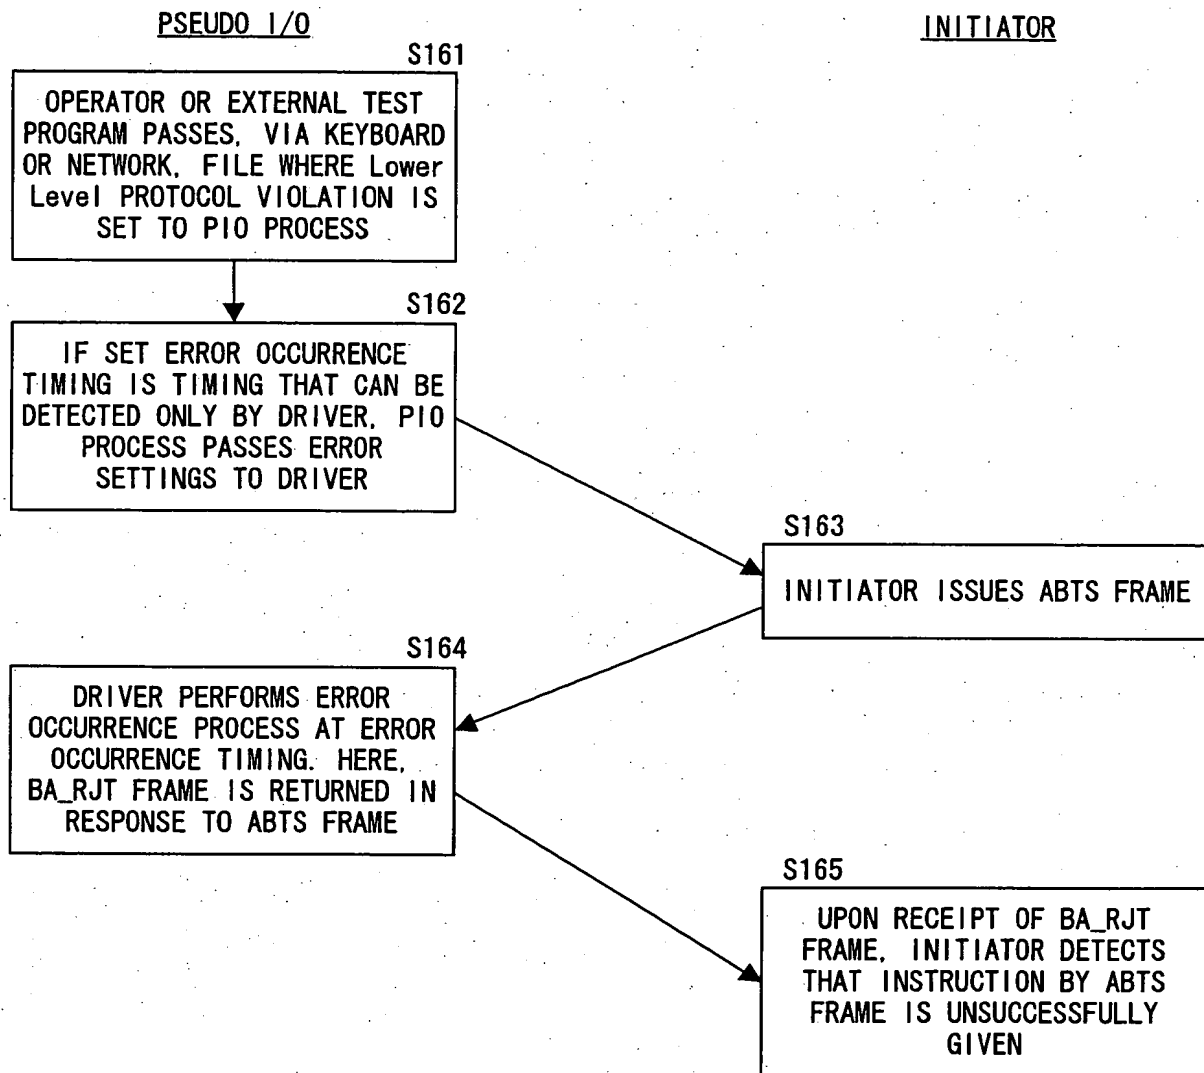 PSEUDO I/O
INITIATOR
S161
OPERATOR OR EXTERNAL TEST
PROGRAM PASSES, VIA KEYBOARD
OR NETWORK, FILE WHERE Lower
Level PROTOCOL VIOLATION IS
SET TO PIO PROCESS
S162
IF SET ERROR OCCURRENCE
TIMING IS TIMING THAT CAN BE
DETECTED ONLY BY DRIVER, PIO
PROCESS PASSES ERROR
SETTINGS TO DRIVER
S163
INITIATOR ISSUES ABTS FRAME
S164
DRIVER PERFORMS ERROR
OCCURRENCE PROCESS AT ERROR
OCCURRENCE TIMING. HERE,
BA_RJT FRAME IS RETURNED IN
RESPONSE TO ABTS FRAME
S165
UPON RECEIPT OF BA_RJT
FRAME, INITIATOR DETECTS
THAT INSTRUCTION BY ABTS
FRAME IS UNSUCCESSFULLY
GIVEN